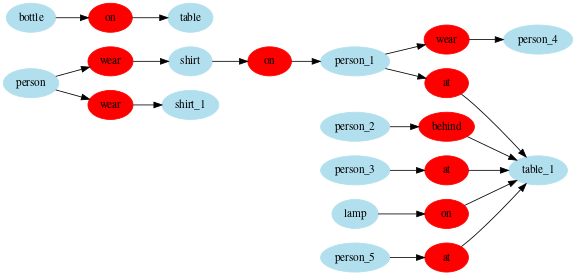 bottle on table
wear person_4
person wear shirt on person_1
at
wear shirt_1
person_2 behind
person_3 at table_1
lamp on
person_5 at